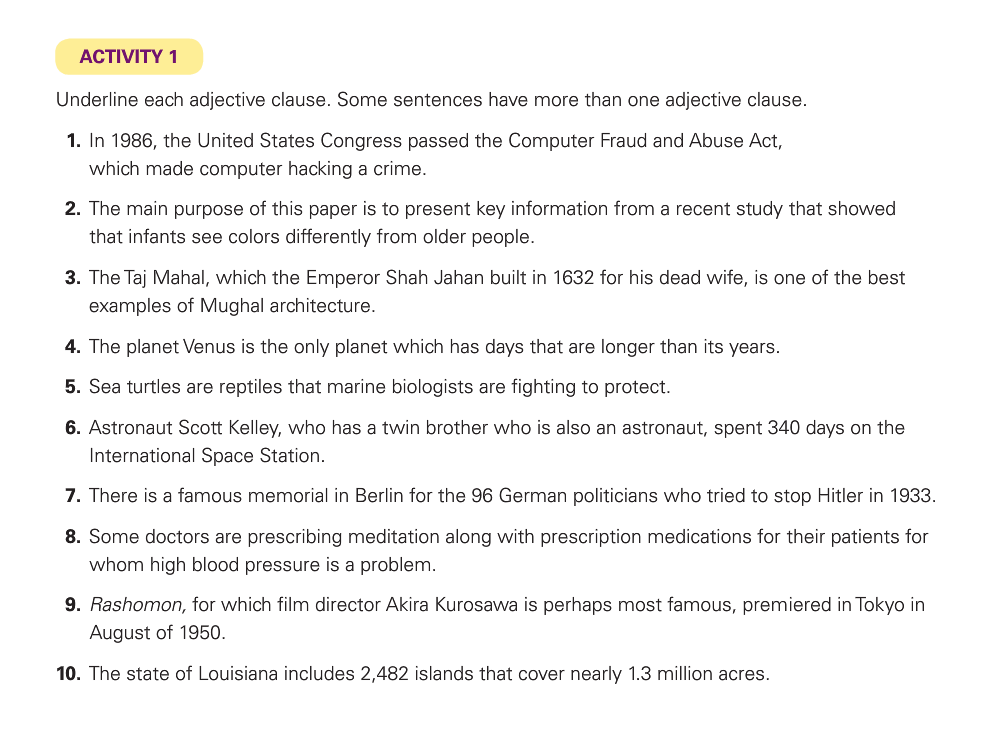 ACTIVITY 1
Underline each adjective clause. Some sentences have more than one adjective clause.
1. In 1986, the United States Congress passed the Computer Fraud and Abuse Act,
which made computer hacking a crime.
2. The main purpose of this paper is to present key information from a recent study that showed
that infants see colors differently from older people.
3. The Taj Mahal, which the Emperor Shah Jahan built in 1632 for his dead wife, is one of the best
examples of Mughal architecture.
4. The planet Venus is the only planet which has days that are longer than its years.
5. Sea turtles are reptiles that marine biologists are fighting to protect.
6. Astronaut Scott Kelley, who has a twin brother who is also an astronaut, spent 340 days on the
International Space Station.
7. There is a famous memorial in Berlin for the 96 German politicians who tried to stop Hitler in 1933.
8. Some doctors are prescribing meditation along with prescription medications for their patients for
whom high blood pressure is a problem.
9. Rashomon, for which film director Akira Kurosawa is perhaps most famous, premiered in Tokyo in
August of 1950.
10. The state of Louisiana includes 2,482 islands that cover nearly 1.3 million acres.